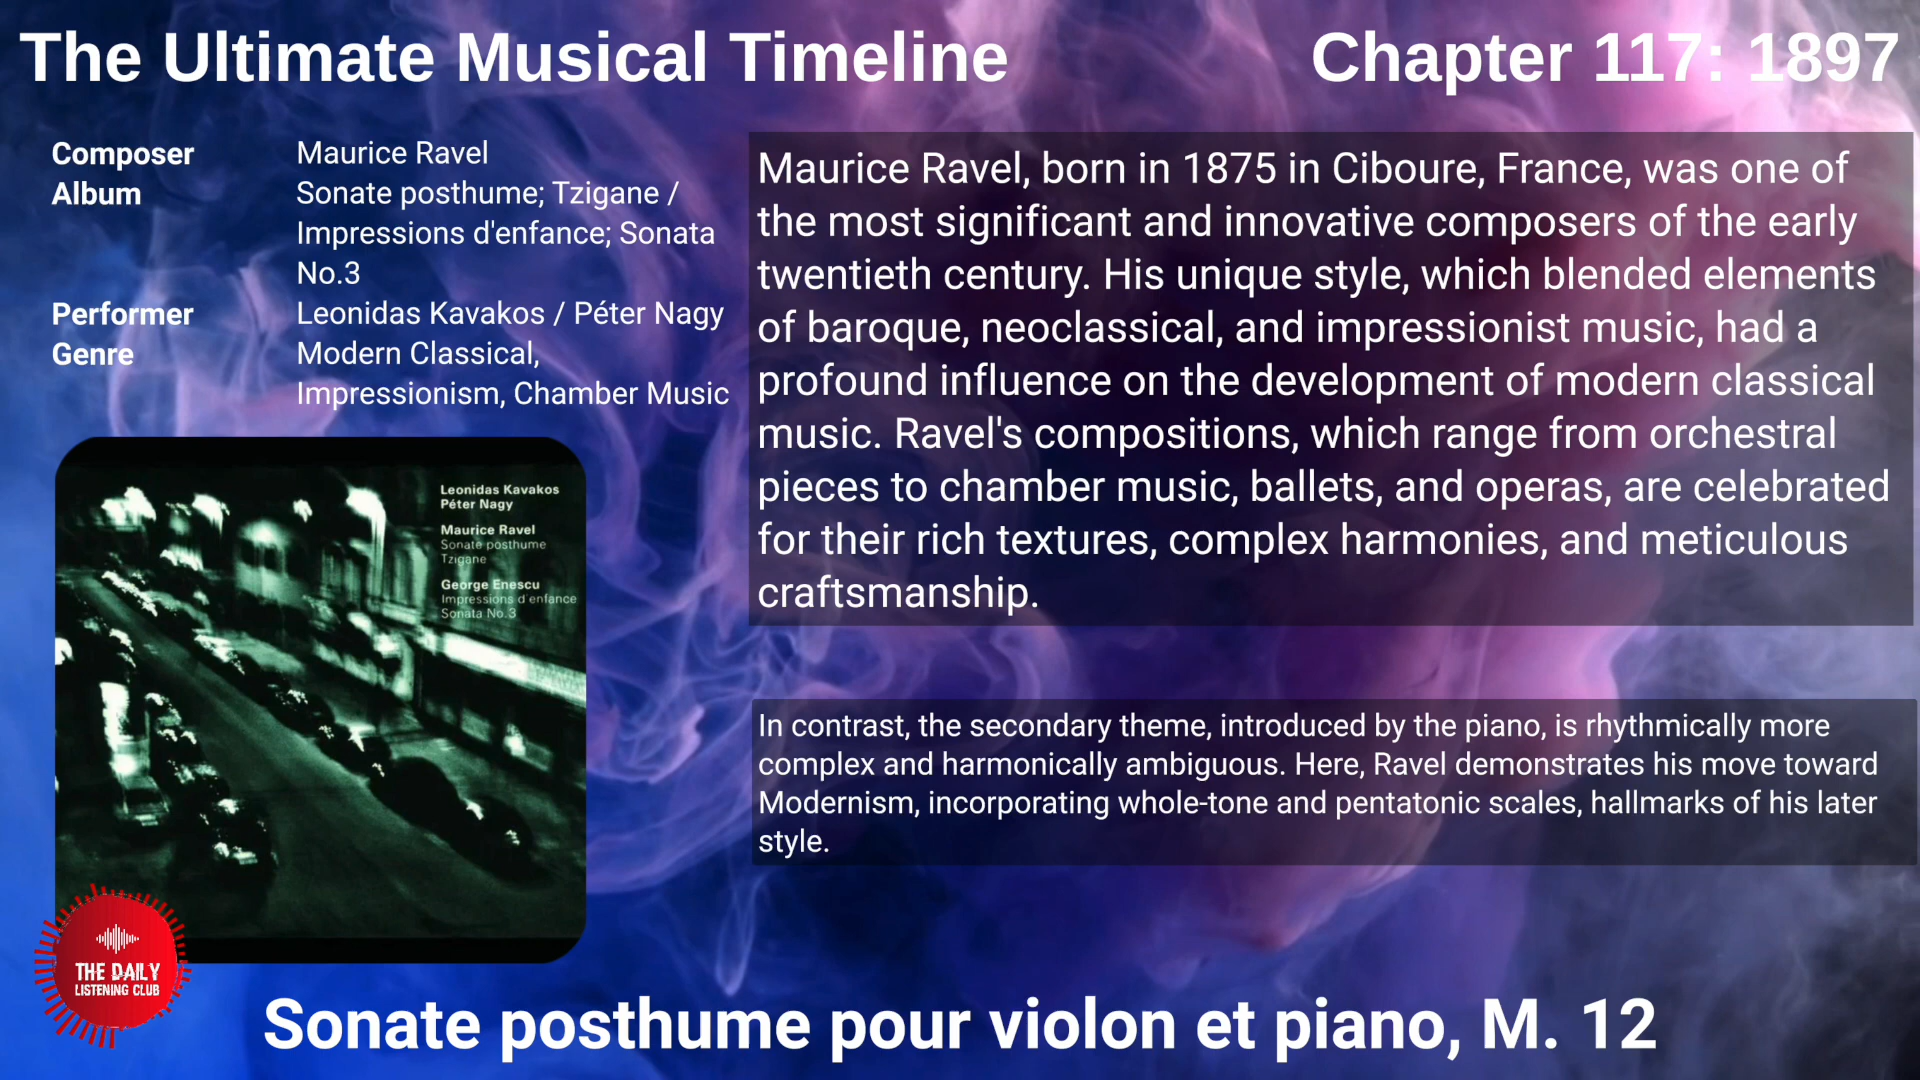 The Ultimate Musical Timeline
Chapter 117: 1897
Composer
Maurice Ravel
Album
Sonate posthume; Tzigane /
Impressions d'enfance; Sonata
No.3
Performer
Leonidas Kavakos / Péter Nagy
Genre
Modern Classical,
Impressionism, Chamber Music
Maurice Ravel, born in 1875 in Ciboure, France, was one of
the most significant and innovative composers of the early
twentieth century. His unique style, which blended elements
of baroque, neoclassical, and impressionist music, had a
profound influence on the development of modern classical
music. Ravel's compositions, which range from orchestral
pieces to chamber music, ballets, and operas, are celebrated
for their rich textures, complex harmonies, and meticulous
craftsmanship.
Leonidas Kavakos
Péter Nagy
Maurice Ravel
Sonate posthume
Tzigane
George Enescu
Impressions d'enfance
Sonata No.3
In contrast, the secondary theme, introduced by the piano, is rhythmically more
complex and harmonically ambiguous. Here, Ravel demonstrates his move toward
Modernism, incorporating whole-tone and pentatonic scales, hallmarks of his later
style.
THE DAILY
LISTENING CLUB
Sonate posthume pour violon et piano, M. 12